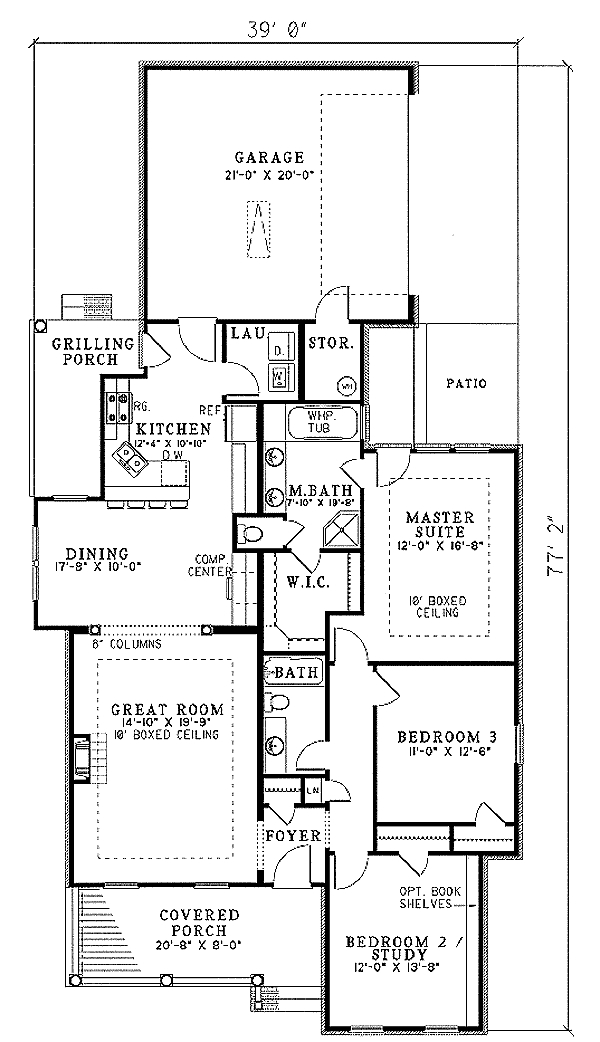 39' 0"
GARAGE
21'-0" X 20'-0"
GRILLING
PORCH
LAU.
D.
W
STOR.
WH
PATIO
RG.
REF.
KITCHEN
12'-4" X 10'-10"
D W
WHP.
TUB
M.BATH
7'-10" X 19'-8"
MASTER
SUITE
12'-0" X 16'-8"
10' BOXED
CEILING
77' 2"
DINING
17'-8" X 10'-0"
COMP.
CENTER
W.I.C.
8" COLUMNS
BATH
GREAT ROOM
14'-10" X 19'-9"
10' BOXED CEILING
BEDROOM 3
11'-0" X 12'-6"
LN
FOYER
OPT. BOOK
SHELVES
COVERED
PORCH
20'-8" X 8'-0"
BEDROOM 2 /
STUDY
12'-0" X 13'-8"